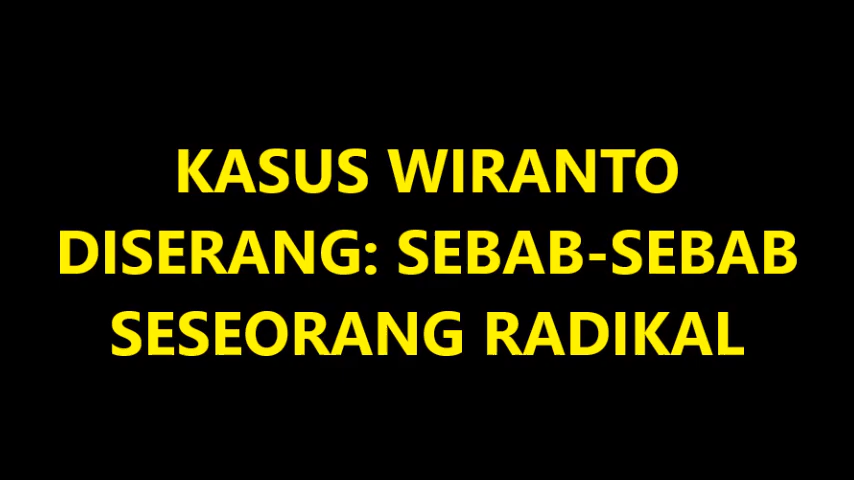 KASUS WIRANTO
DISERANG: SEBAB-SEBAB
SESEORANG RADIKAL